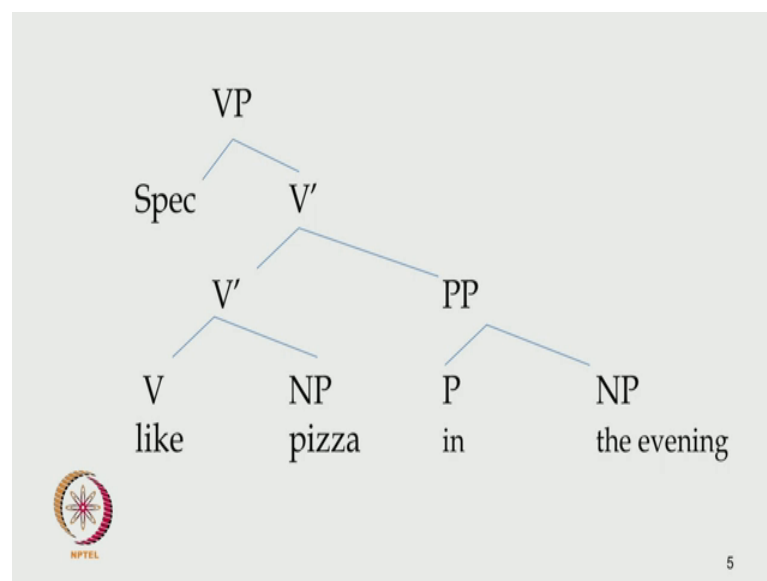 VP
Spec V′
V′ PP
V NP P NP
like pizza in the evening
NPTEL
5